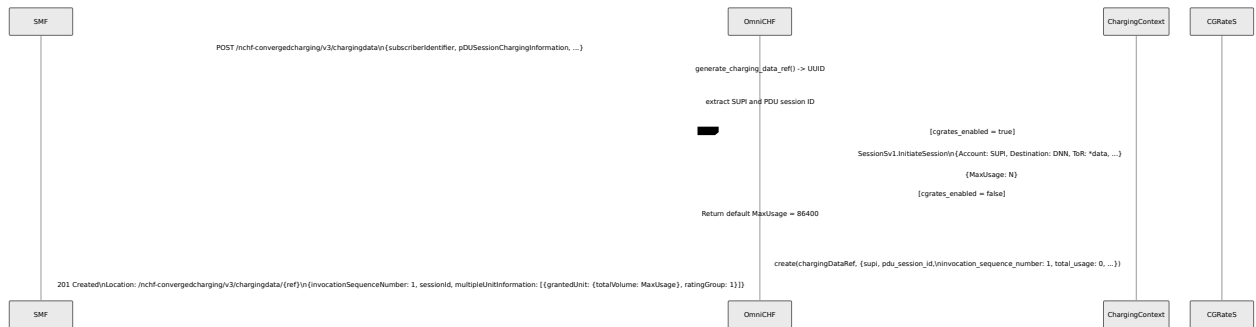 SMF OmniCHF ChargingContext CGRateS
POST /nchf-convergedcharging/v3/chargingdata\n{subscriberIdentifier, pDUSessionChargingInformation, ...}
generate_charging_data_ref() -> UUID
extract SUPI and PDU session ID
[cgrates_enabled = true]
SessionSv1.InitiateSession\n{Account: SUPI, Destination: DNN, ToR: *data, ...}
{MaxUsage: N}
[cgrates_enabled = false]
Return default MaxUsage = 86400
create(chargingDataRef, {supi, pdu_session_id,\ninvocation_sequence_number: 1, total_usage: 0, ...})
201 Created\nLocation: /nchf-convergedcharging/v3/chargingdata/{ref}\n{invocationSequenceNumber: 1, sessionId, multipleUnitInformation: [{grantedUnit: {totalVolume: MaxUsage}, ratingGroup: 1}]}
SMF OmniCHF ChargingContext CGRateS